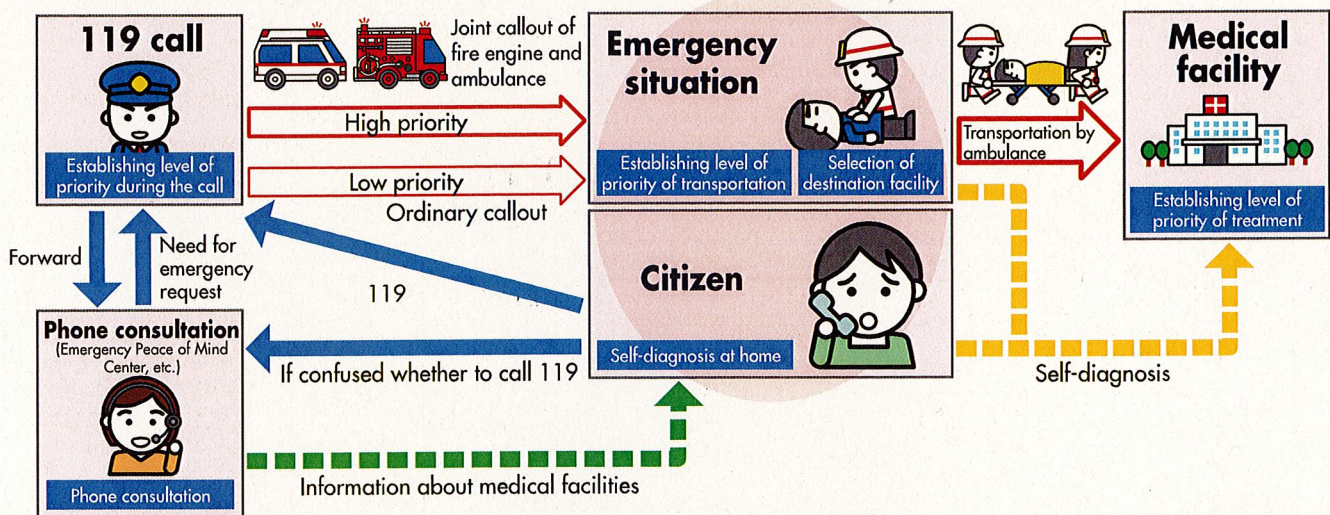 119 call
Establishing level of
priority during the call
Joint callout of
fire engine and
ambulance
High priority
Low priority
Ordinary callout
Emergency
situation
Establishing level of
priority of transportation
Selection of
destination facility
Transportation by
ambulance
Medical
facility
Establishing level of
priority of treatment
Forward
Need for
emergency
request
119
Citizen
Self-diagnosis at home
Phone consultation
(Emergency Peace of Mind
Center, etc.)
Phone consultation
If confused whether to call 119
Self-diagnosis
Information about medical facilities